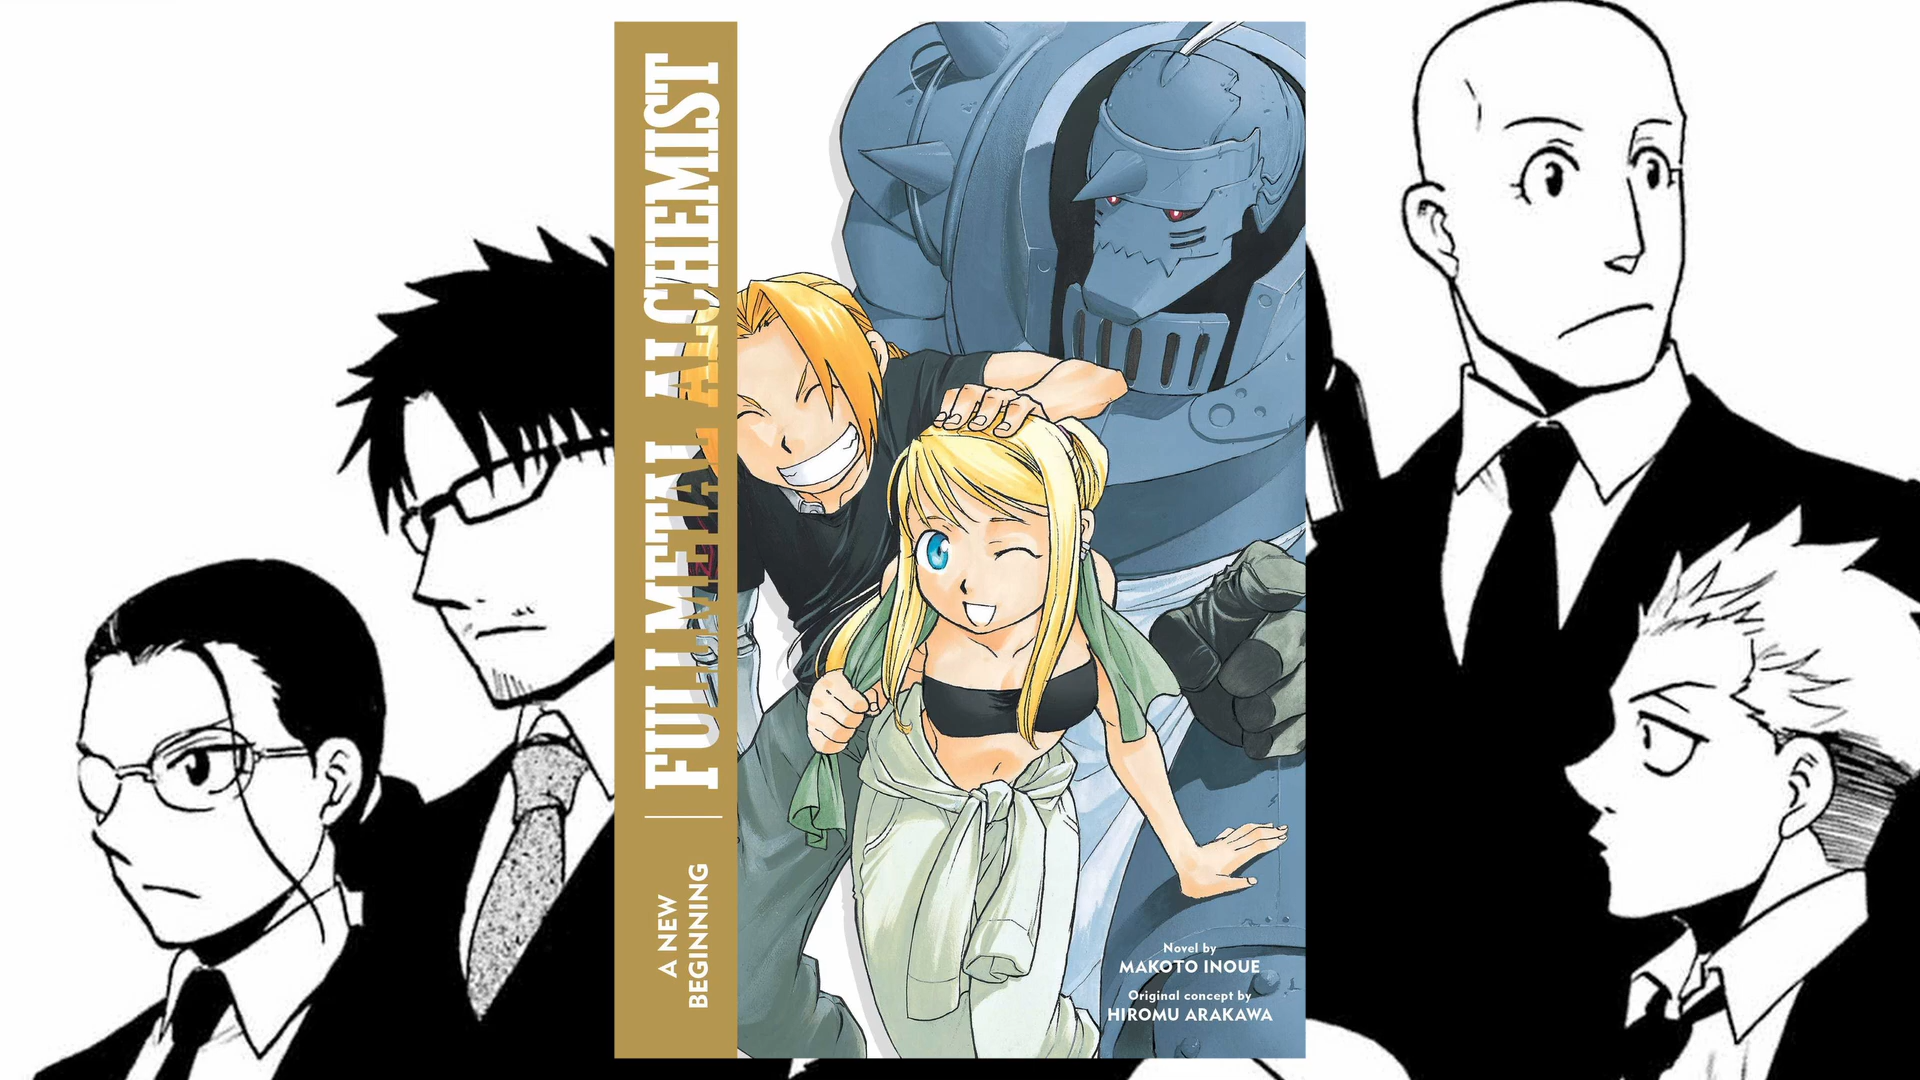 FULLMETAL ALCHEMIST
A NEW
BEGINNING
Novel by
MAKOTO INOUE
Original concept by
HIROMU ARAKAWA